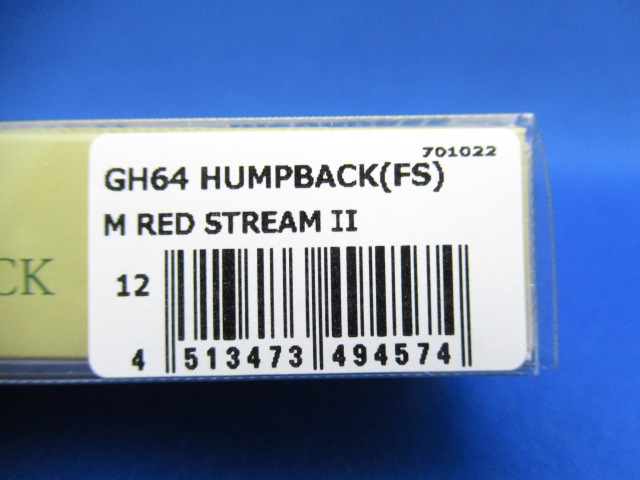 701022
GH64 HUMPBACK(FS)
M RED STREAM II
CK
12
4 513473 494574